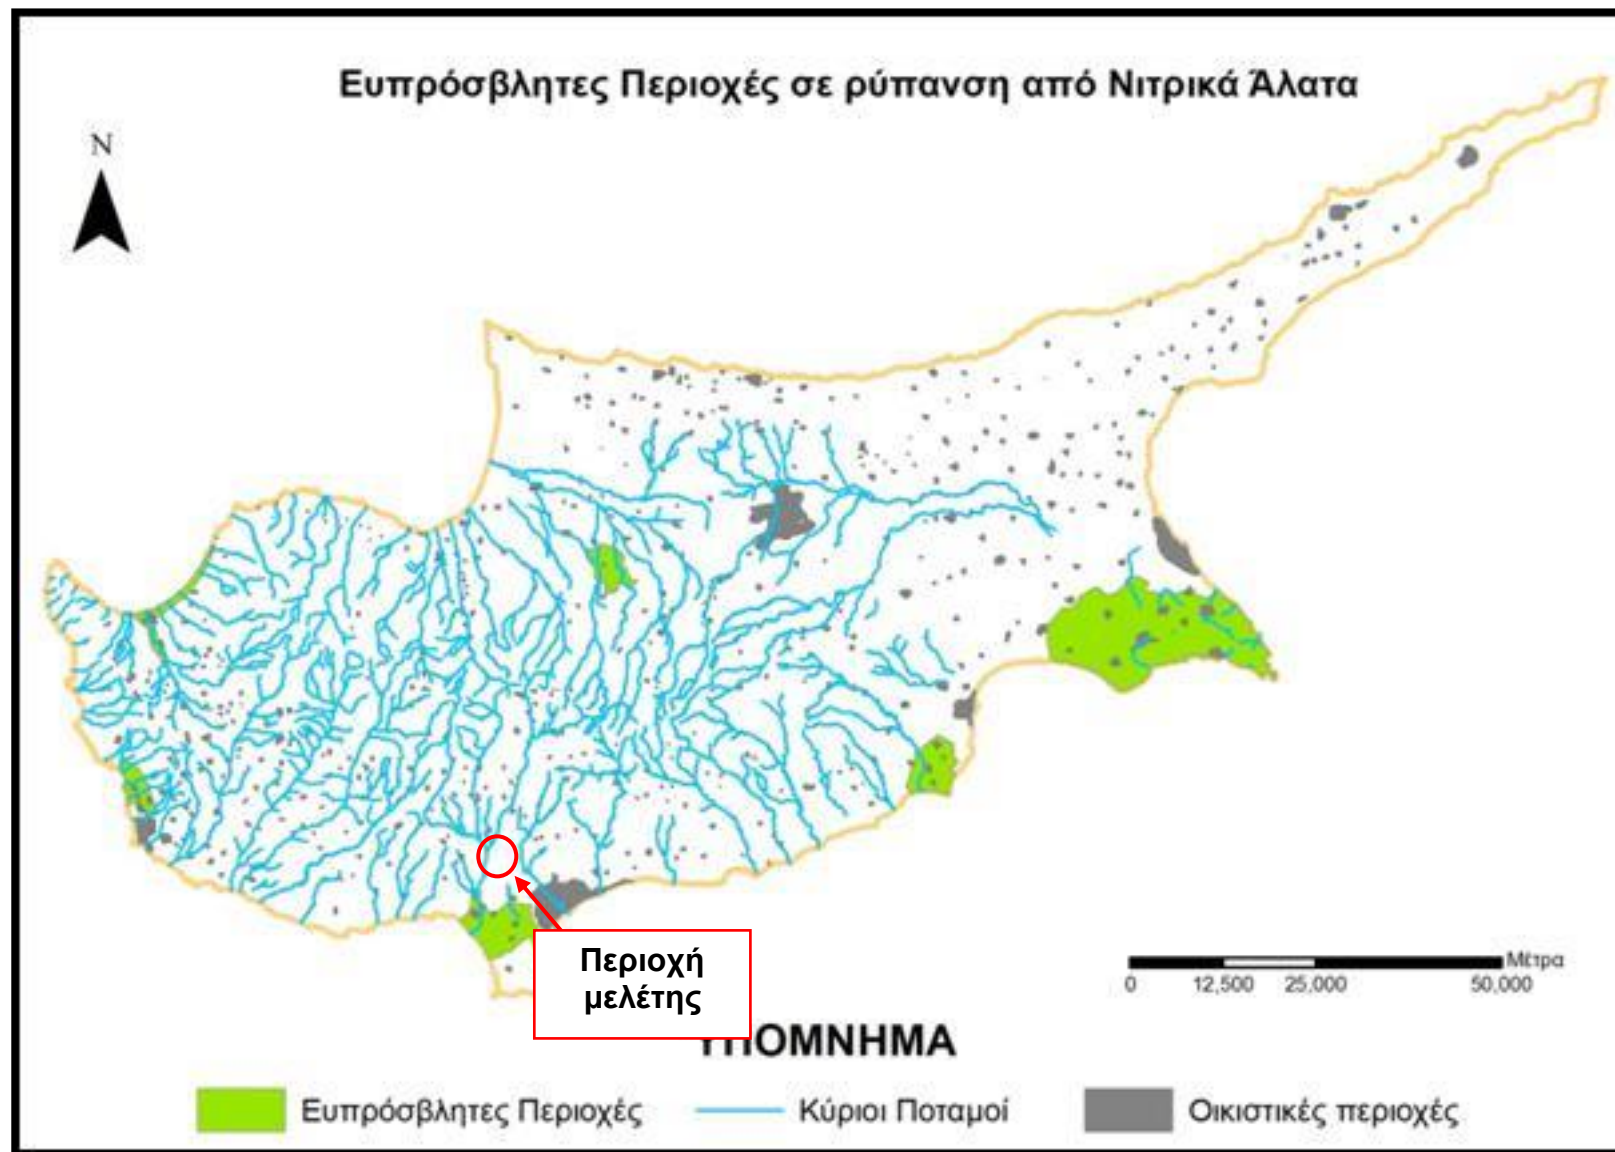 Ευπρόσβλητες Περιοχές σε ρύπανση από Νιτρικά Άλατα
N
Περιοχή
μελέτης
Μέτρα
0 12,500 25,000 50,000
ΥΠΟΜΝΗΜΑ
Ευπρόσβλητες Περιοχές
Κύριοι Ποταμοί
Οικιστικές περιοχές